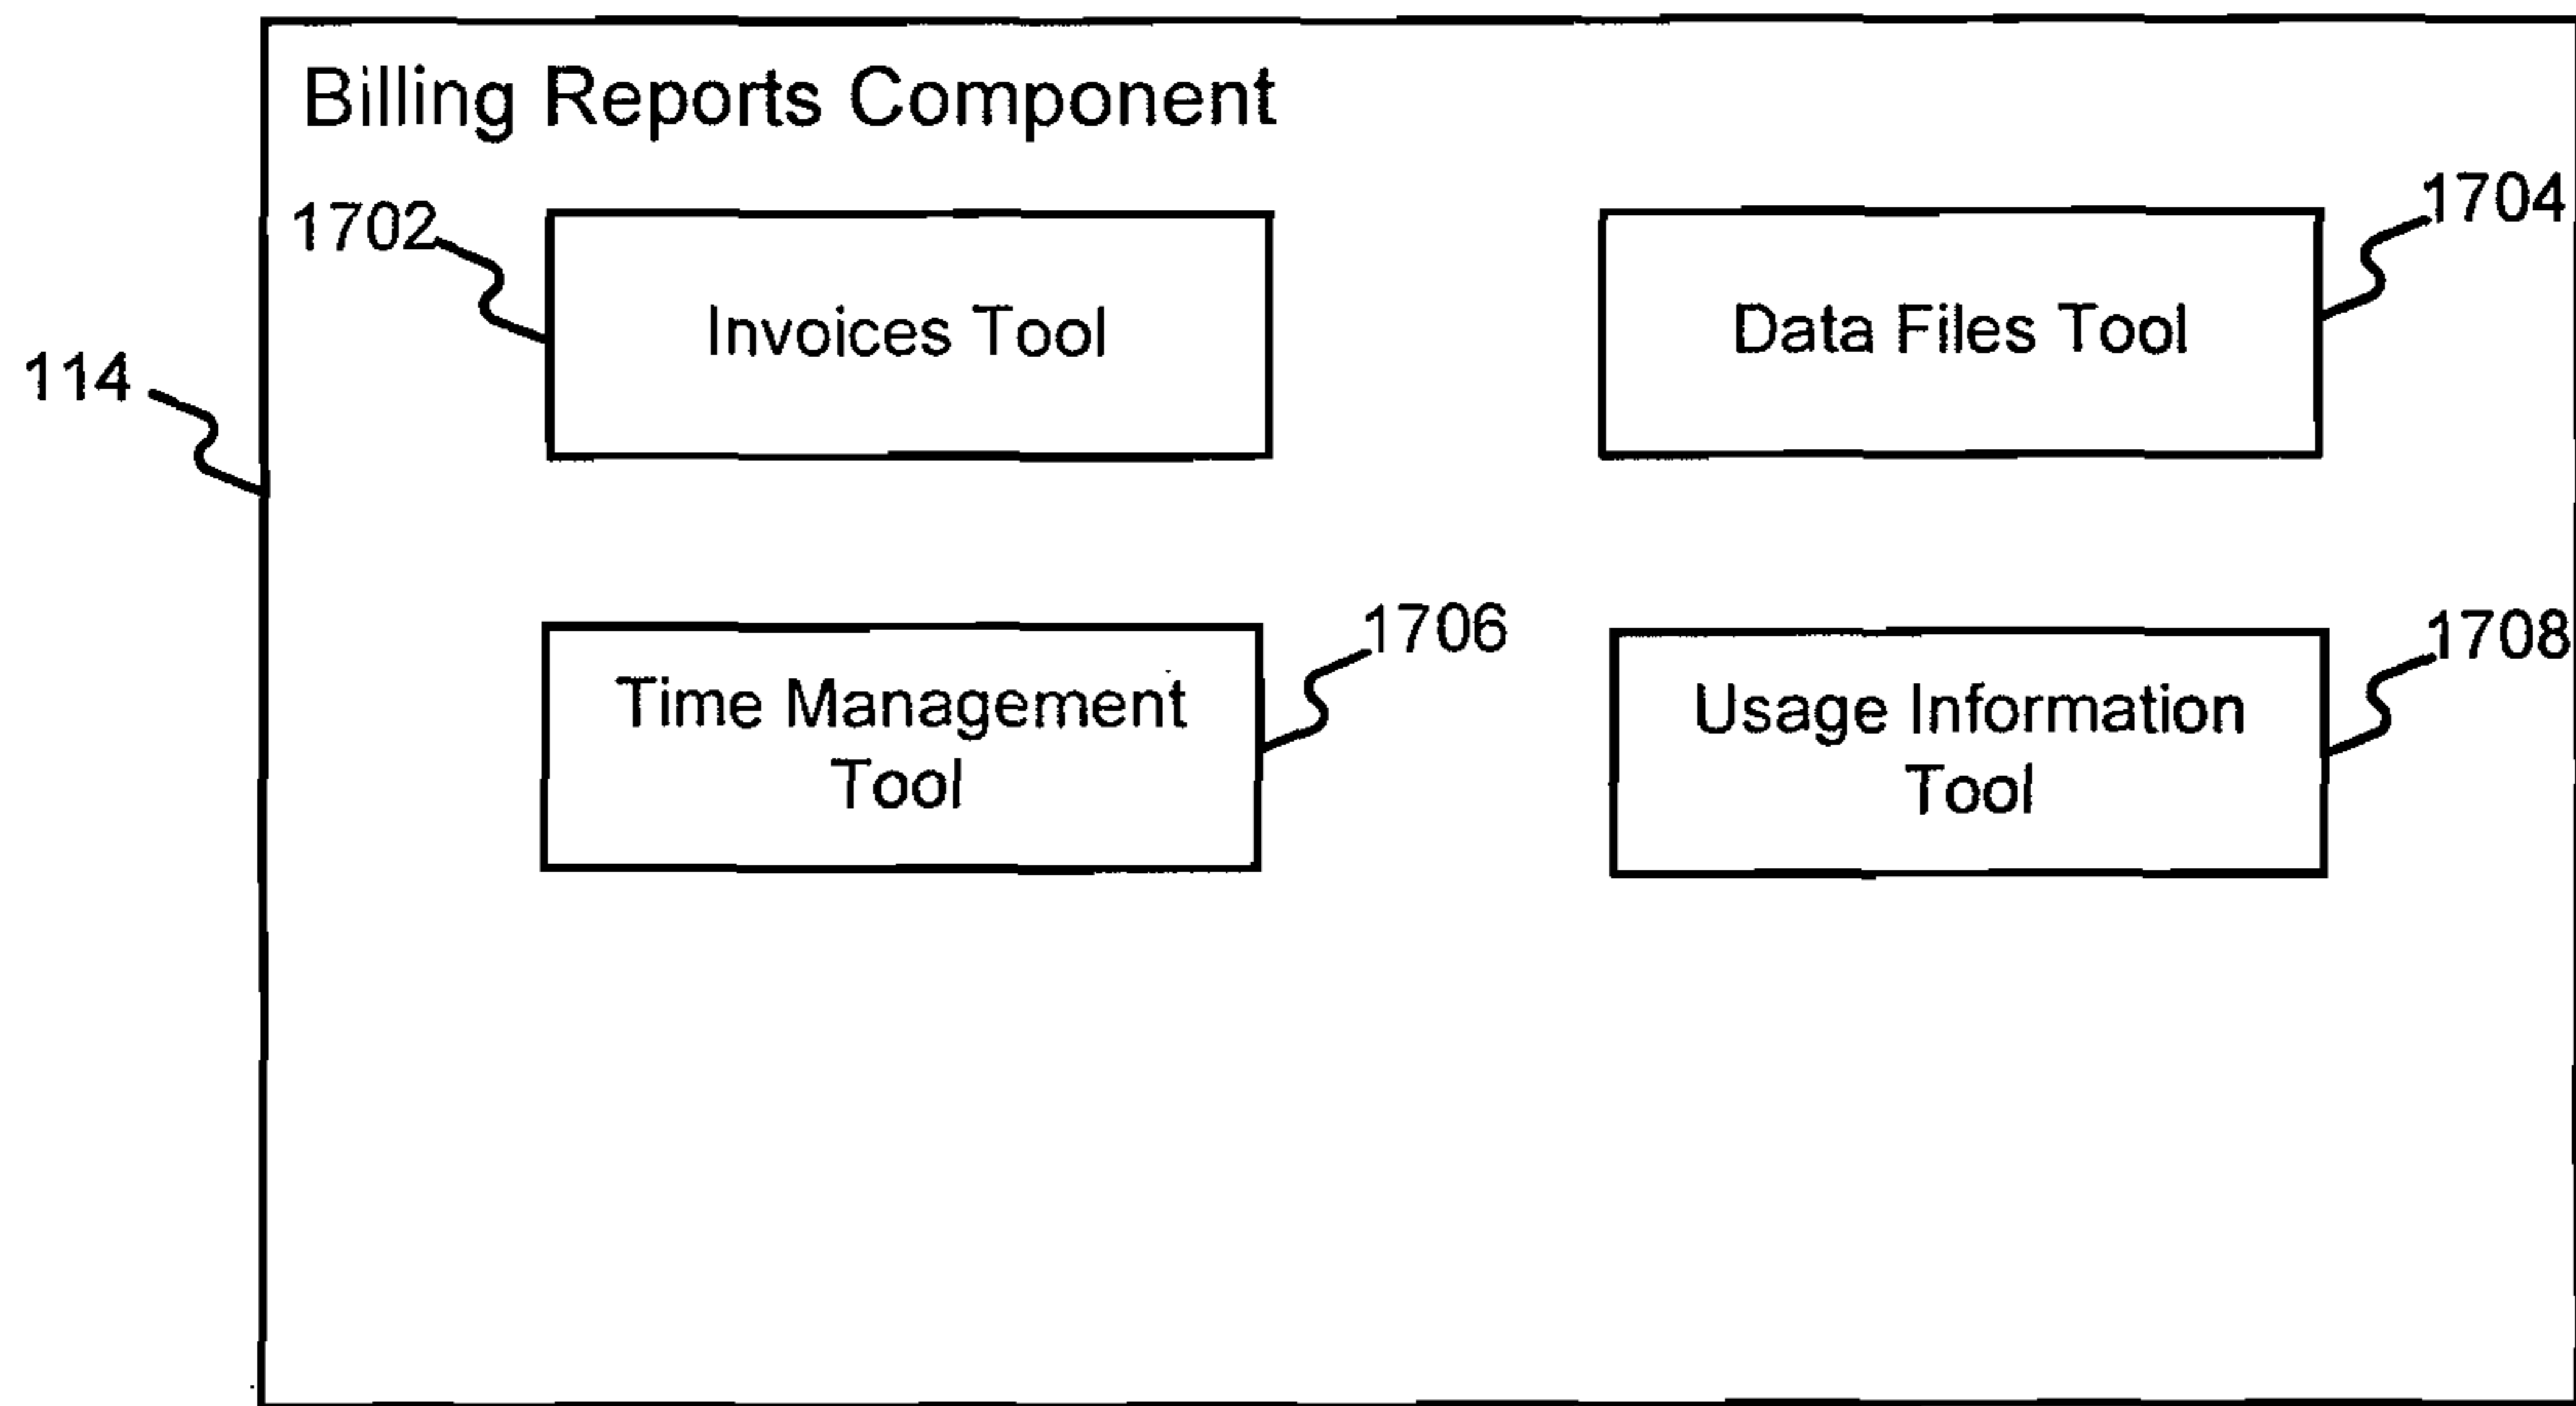 Billing Reports Component
1702
1704
Invoices Tool
Data Files Tool
114
1706
1708
Time Management
Tool
Usage Information
Tool